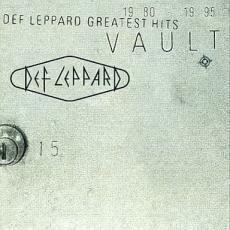 19 80 19 95
DEF LEPPARD GREATEST HITS
VAULT
DEF LEPPARD
15